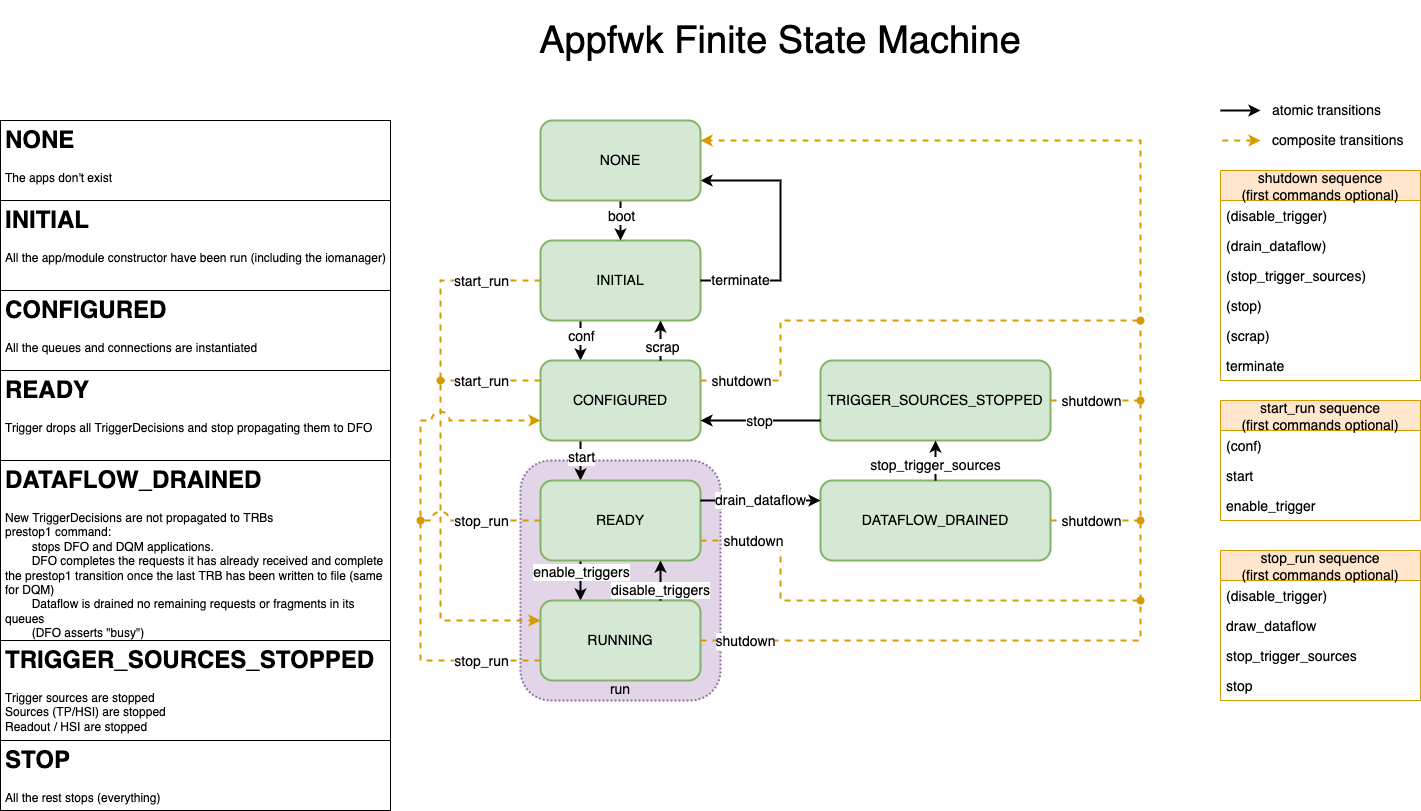 Appfwk Finite State Machine
NONE
The apps don't exist
INITIAL
All the app/module constructor have been run (including the iomanager)
CONFIGURED
All the queues and connections are instantiated
READY
Trigger drops all TriggerDecisions and stop propagating them to DFO
DATAFLOW_DRAINED
New TriggerDecisions are not propagated to TRBs
prestop1 command:
stops DFO and DQM applications.
DFO completes the requests it has already received and complete
the prestop1 transition once the last TRB has been written to file (same
for DQM)
Dataflow is drained no remaining requests or fragments in its
queues
(DFO asserts "busy")
TRIGGER_SOURCES_STOPPED
Trigger sources are stopped
Sources (TP/HSI) are stopped
Readout / HSI are stopped
STOP
All the rest stops (everything)
NONE
boot
INITIAL
terminate
start_run
conf
scrap
start_run
CONFIGURED
shutdown
TRIGGER_SOURCES_STOPPED
shutdown
stop
start
stop_trigger_sources
stop_run
READY
drain_dataflow
shutdown
DATAFLOW_DRAINED
shutdown
enable_triggers
disable_triggers
RUNNING
shutdown
stop_run
run
atomic transitions
composite transitions
shutdown sequence
(first commands optional)
(disable_trigger)
(drain_dataflow)
(stop_trigger_sources)
(stop)
(scrap)
terminate
start_run sequence
(first commands optional)
(conf)
start
enable_trigger
stop_run sequence
(first commands optional)
(disable_trigger)
draw_dataflow
stop_trigger_sources
stop